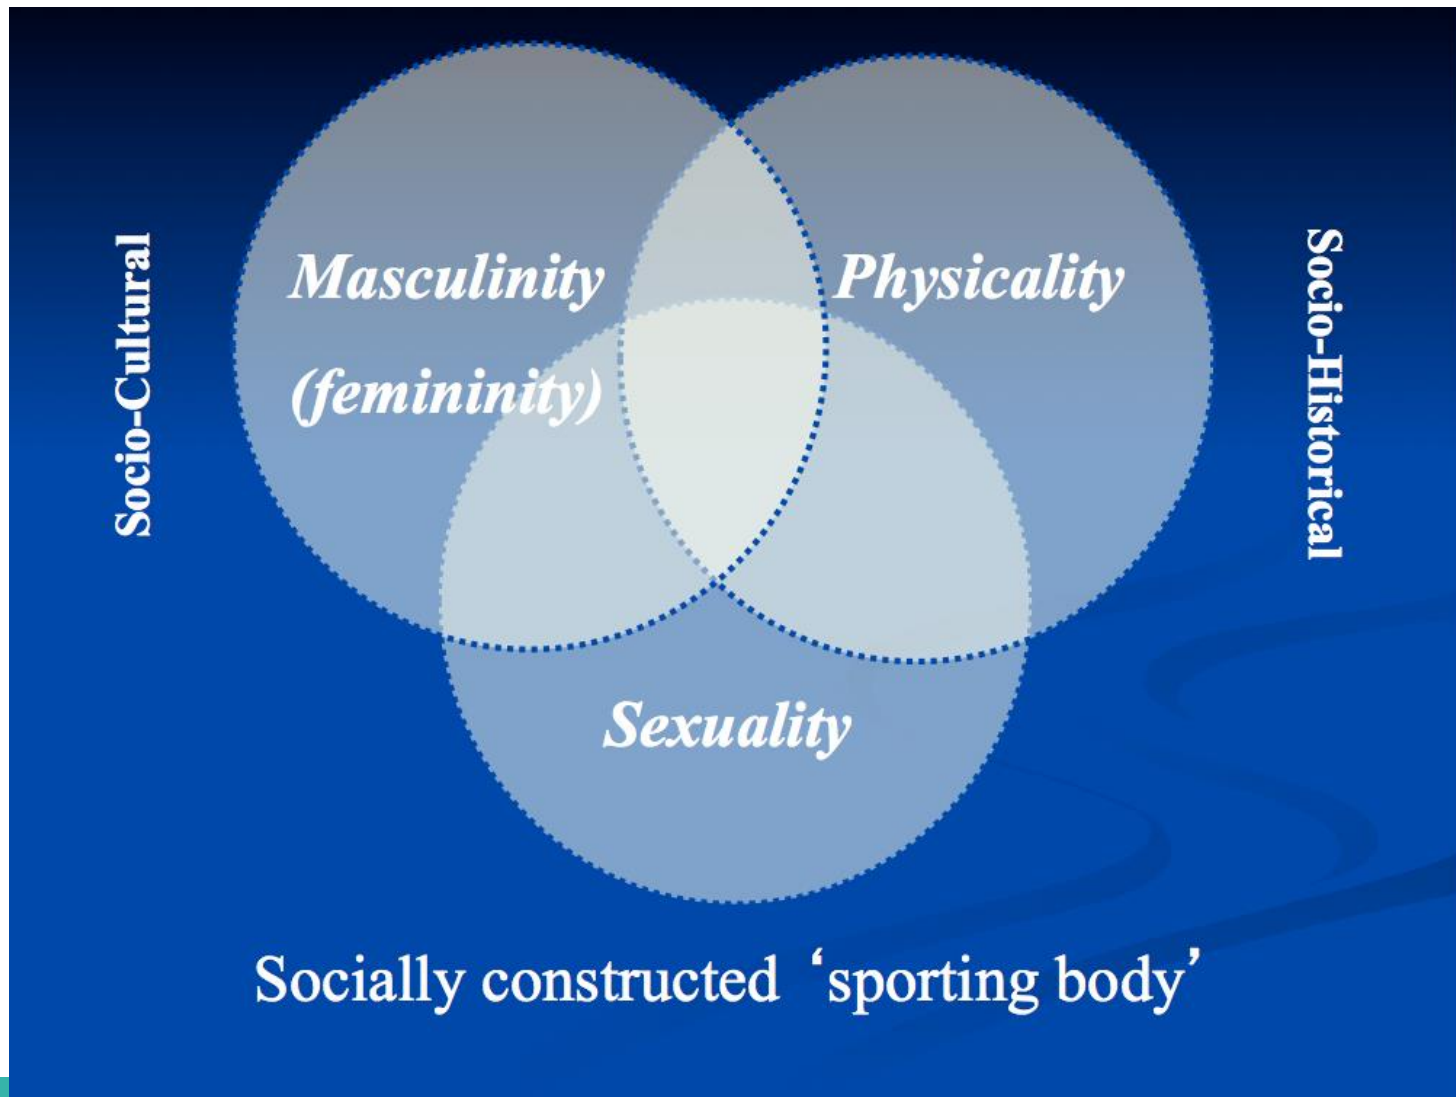 Socio-Cultural
Masculinity
(femininity)
Physicality
Socio-Historical
Sexuality
Socially constructed ‘sporting body’